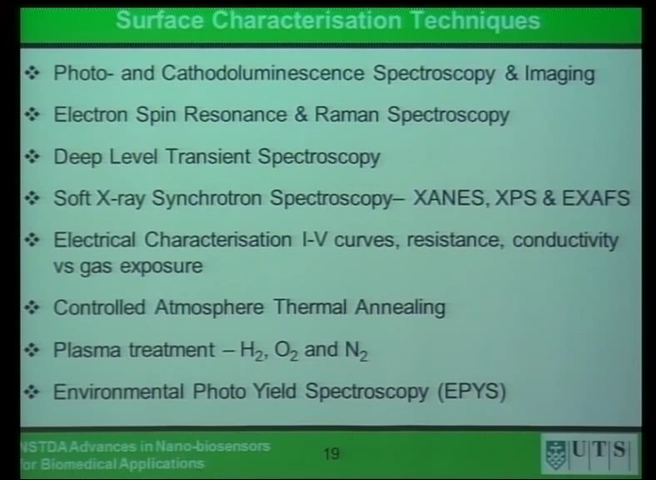 Surface Characterisation Techniques
❖ Photo- and Cathodoluminescence Spectroscopy & Imaging
❖ Electron Spin Resonance & Raman Spectroscopy
❖ Deep Level Transient Spectroscopy
❖ Soft X-ray Synchrotron Spectroscopy– XANES, XPS & EXAFS
❖ Electrical Characterisation I-V curves, resistance, conductivity
vs gas exposure
❖ Controlled Atmosphere Thermal Annealing
❖ Plasma treatment – H₂, O₂ and N₂
❖ Environmental Photo Yield Spectroscopy (EPYS)
NSTDA Advances in Nano-biosensors
for Biomedical Applications
19
UTS